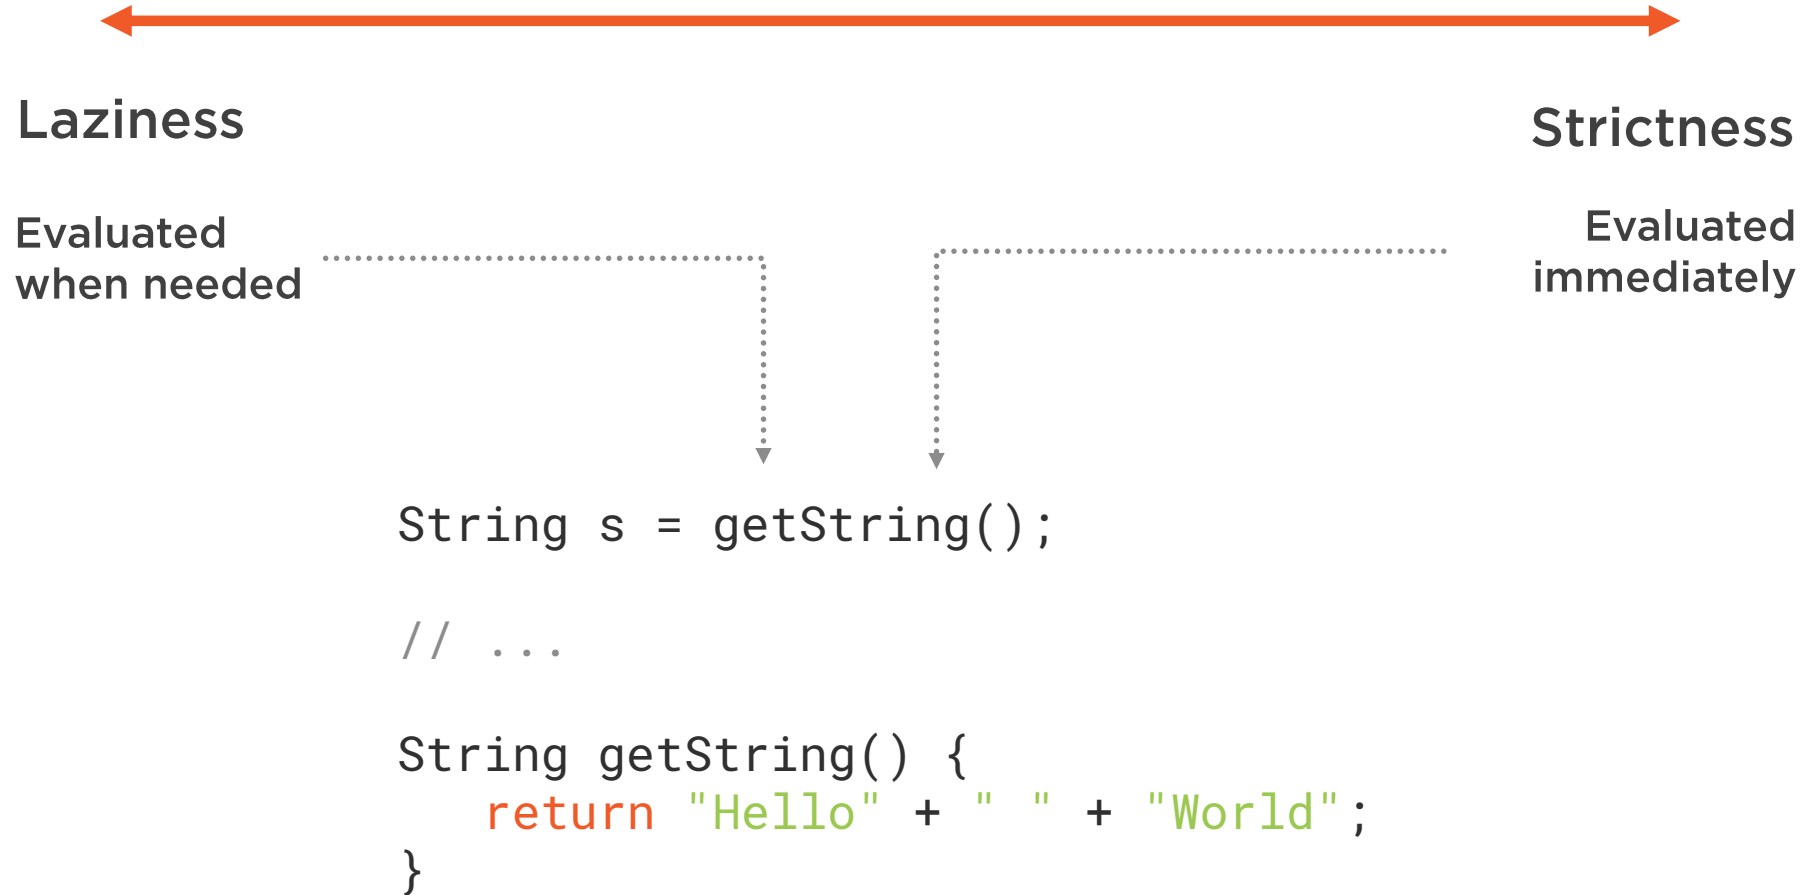 Laziness
Strictness
Evaluated
when needed
Evaluated
immediately
String s = getString();
// ...
String getString() {
   return "Hello" + " " + "World";
}